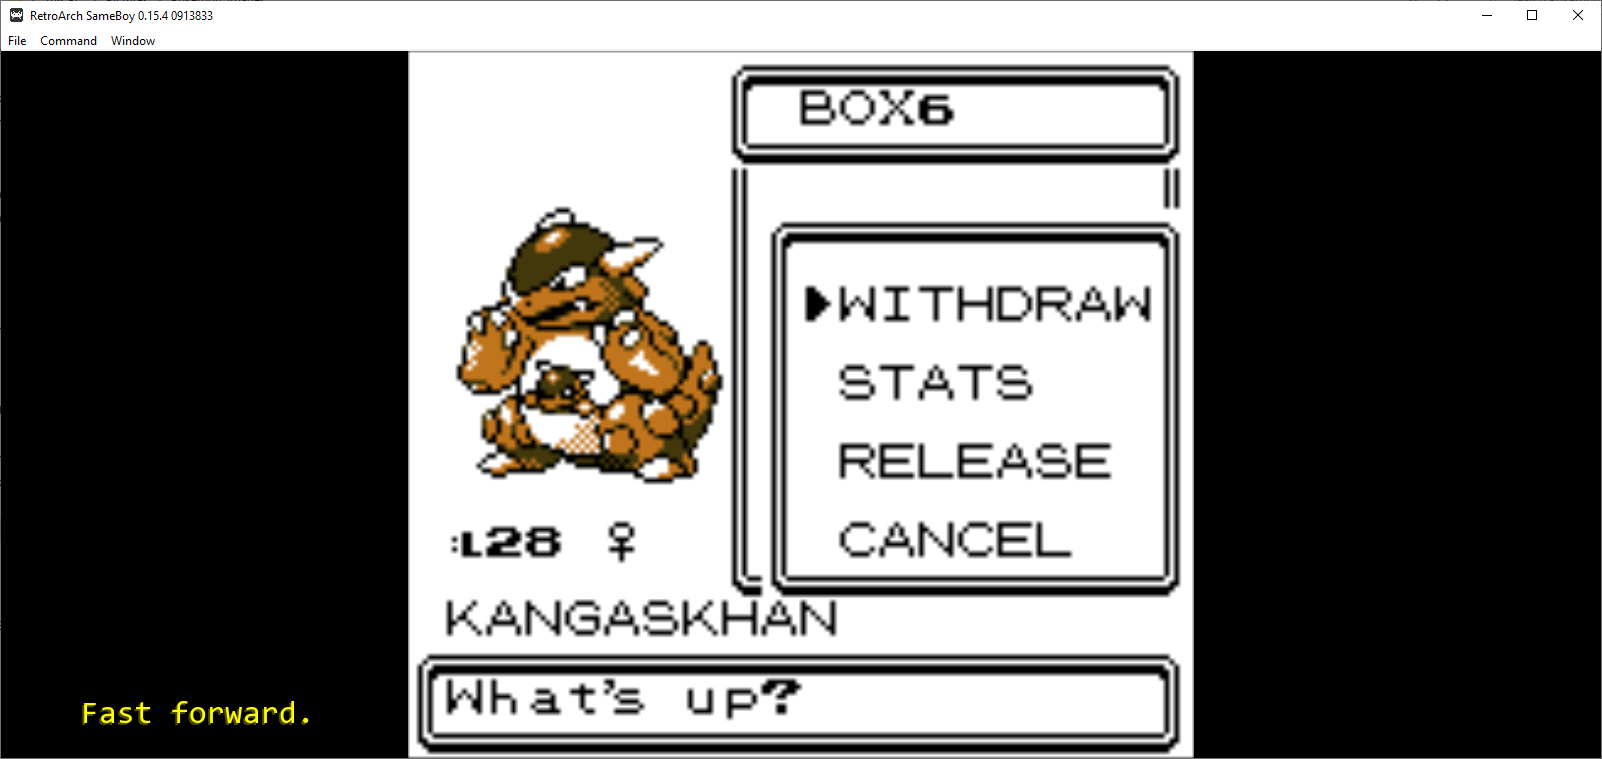 RetroArch SameBoy 0.15.4 0913833
File Command Window
BOX6
▶WITHDRAW
STATS
RELEASE
CANCEL
:L28 ♀
KANGASKHAN
What's up?
Fast forward.